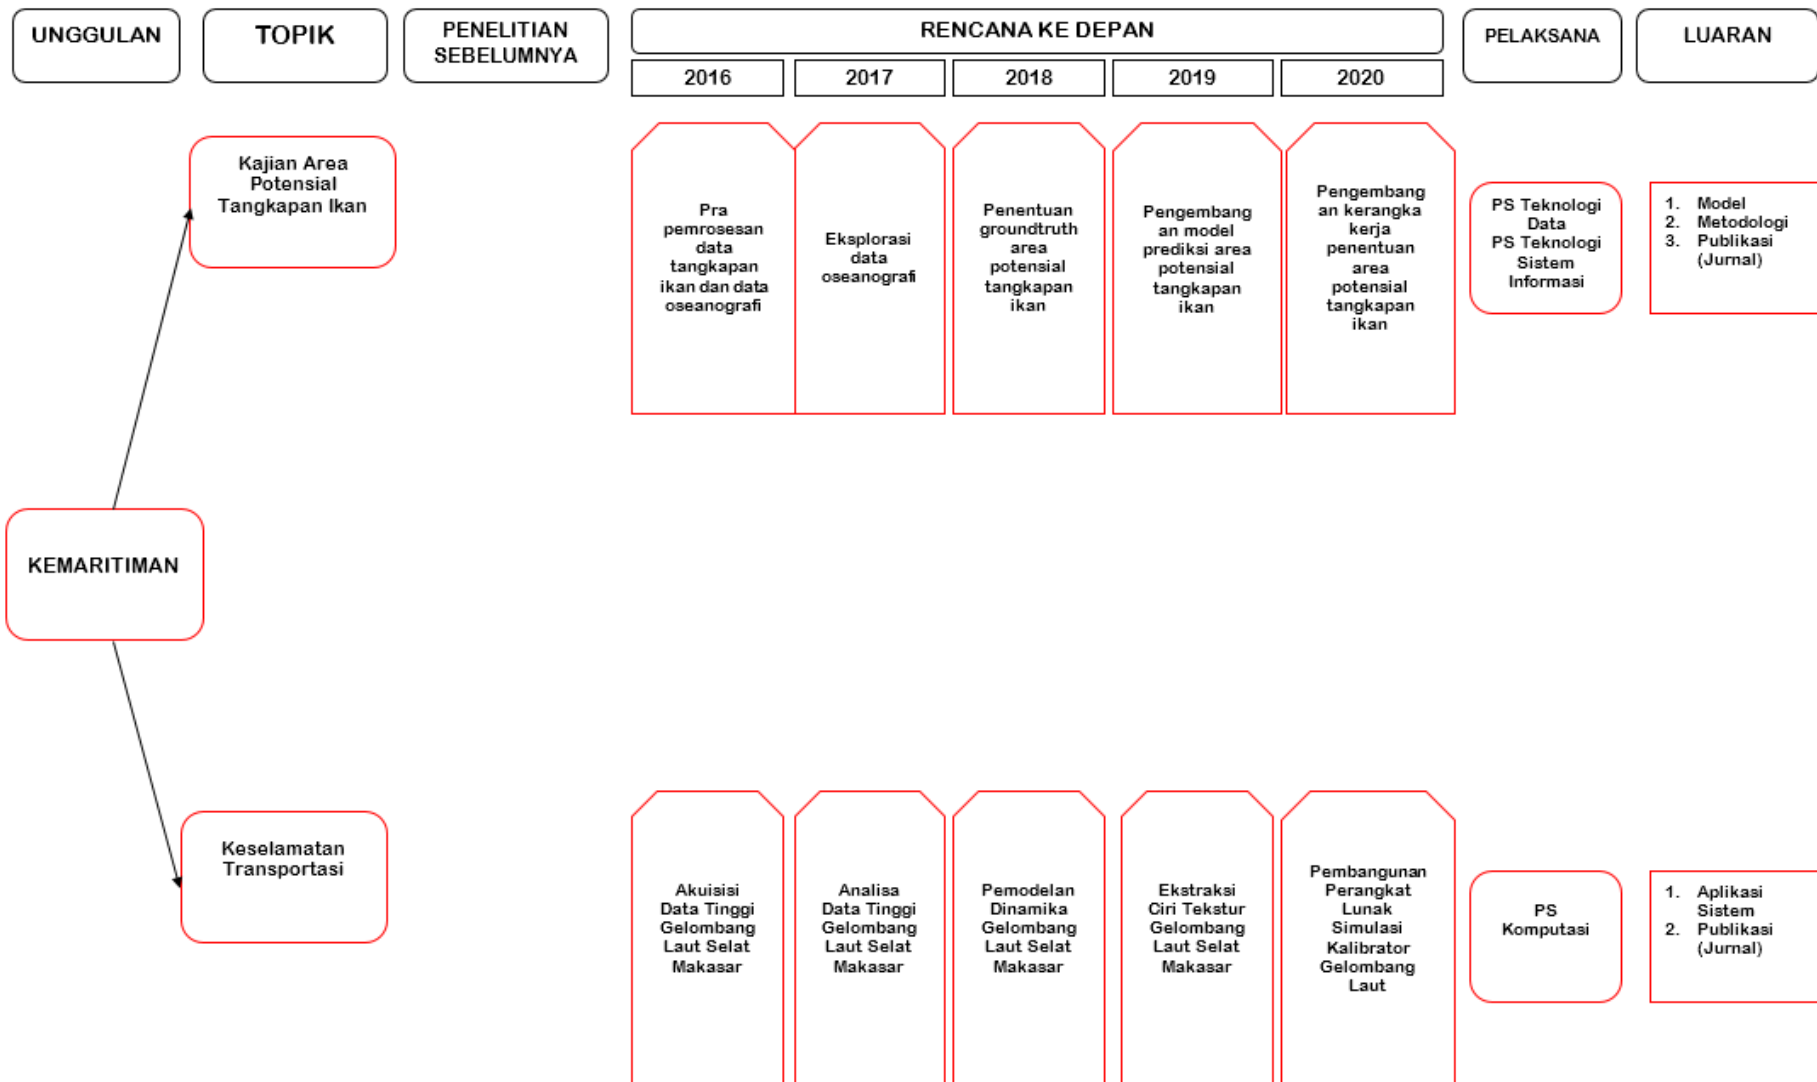 UNGGULAN
TOPIK
PENELITIAN
SEBELUMNYA
RENCANA KE DEPAN
2016
2017
2018
2019
2020
PELAKSANA
LUARAN
KEMARITIMAN
Kajian Area
Potensial
Tangkapan Ikan
Pra
pemrosesan
data
tangkapan
ikan dan data
oseanografi
Eksplorasi
data
oseanografi
Penentuan
groundtruth
area
potensial
tangkapan
ikan
Pengembang
an model
prediksi area
potensial
tangkapan
ikan
Pengembang
an kerangka
kerja
penentuan
area
potensial
tangkapan
ikan
PS Teknologi
Data
PS Teknologi
Sistem
Informasi
1. Model
2. Metodologi
3. Publikasi
(Jurnal)
Keselamatan
Transportasi
Akuisisi
Data Tinggi
Gelombang
Laut Selat
Makasar
Analisa
Data Tinggi
Gelombang
Laut Selat
Makasar
Pemodelan
Dinamika
Gelombang
Laut Selat
Makasar
Ekstraksi
Ciri Tekstur
Gelombang
Laut Selat
Makasar
Pembangunan
Perangkat
Lunak
Simulasi
Kalibrator
Gelombang
Laut
PS
Komputasi
1. Aplikasi
Sistem
2. Publikasi
(Jurnal)